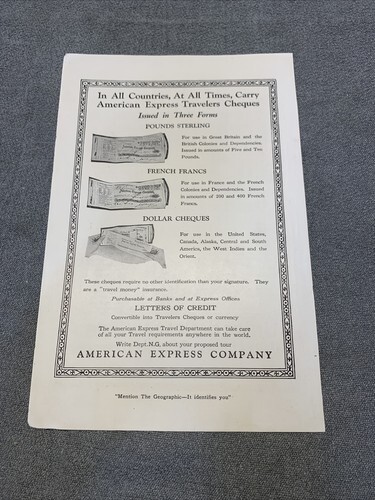 In All Countries, At All Times, Carry
American Express Travelers Cheques
Issued in Three Forms
POUNDS STERLING
For use in Great Britain and the
British Colonies and Dependencies.
Issued in amounts of Five and Ten
Pounds.
FRENCH FRANCS
For use in France and the French
Colonies and Dependencies. Issued
in amounts of 200 and 400 French
Francs.
DOLLAR CHEQUES
For use in the United States,
Canada, Alaska, Central and South
America, the West Indies and the
Orient.
These cheques require no other identification than your signature. They
are a "travel money" insurance.
Purchasable at Banks and at Express Offices
LETTERS OF CREDIT
Convertible into Travelers Cheques or currency
The American Express Travel Department can take care
of all your Travel requirements anywhere in the world.
Write Dept.N.G, about your proposed tour
AMERICAN EXPRESS COMPANY
"Mention The Geographic—It identifies you"